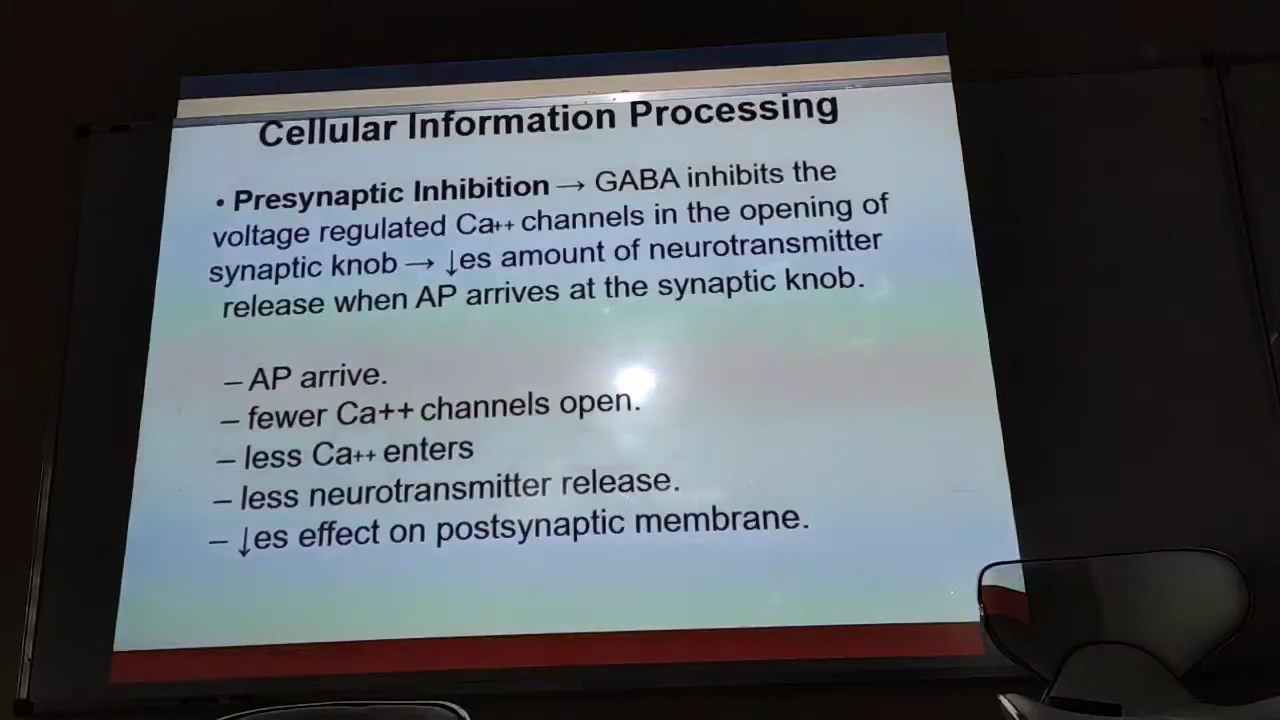 Cellular Information Processing
• Presynaptic Inhibition → GABA inhibits the
voltage regulated Ca++ channels in the opening of
synaptic knob → ↓es amount of neurotransmitter
release when AP arrives at the synaptic knob.
– AP arrive.
– fewer Ca++ channels open.
– less Ca++ enters
– less neurotransmitter release.
– ↓es effect on postsynaptic membrane.